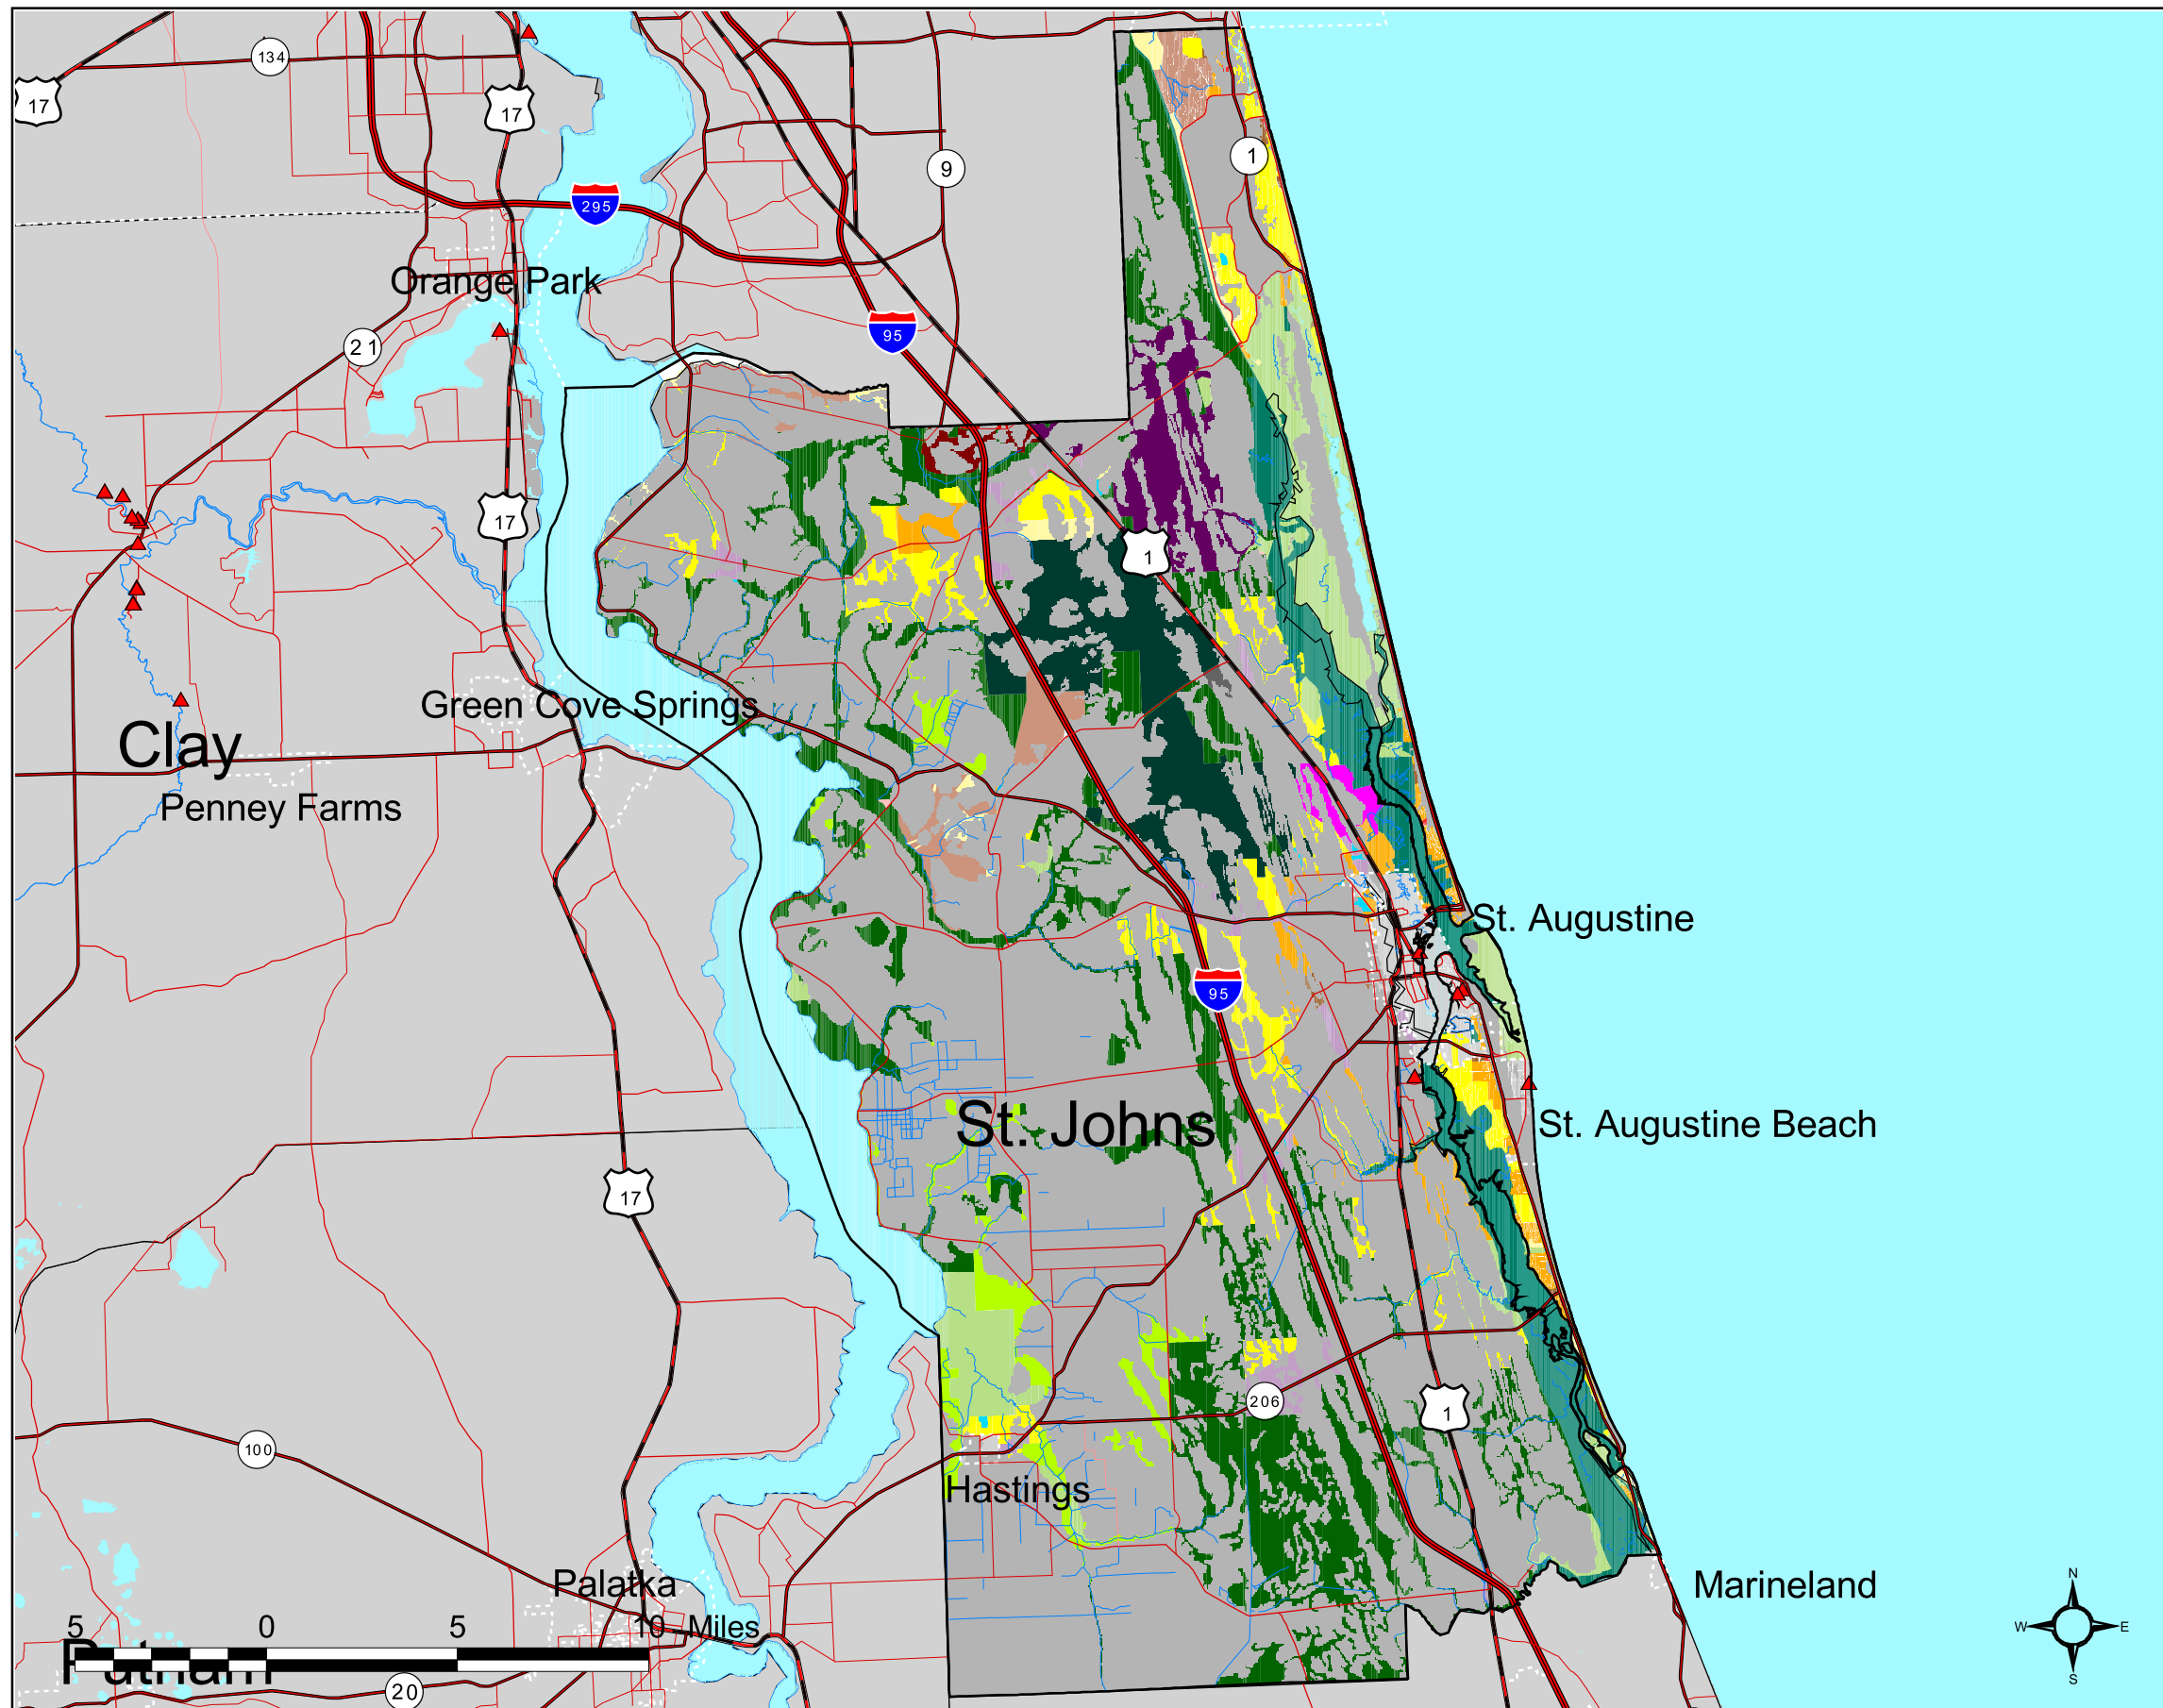 134
17
17
9
1
295
Orange Park
95
21
17
1
Green Cove Springs
Clay
Penney Farms
St. Augustine
95
St. Johns
St. Augustine Beach
17
206
1
100
Hastings
Palatka
Marineland
N
W E
S
5 0 5 10 Miles
Putnam
20